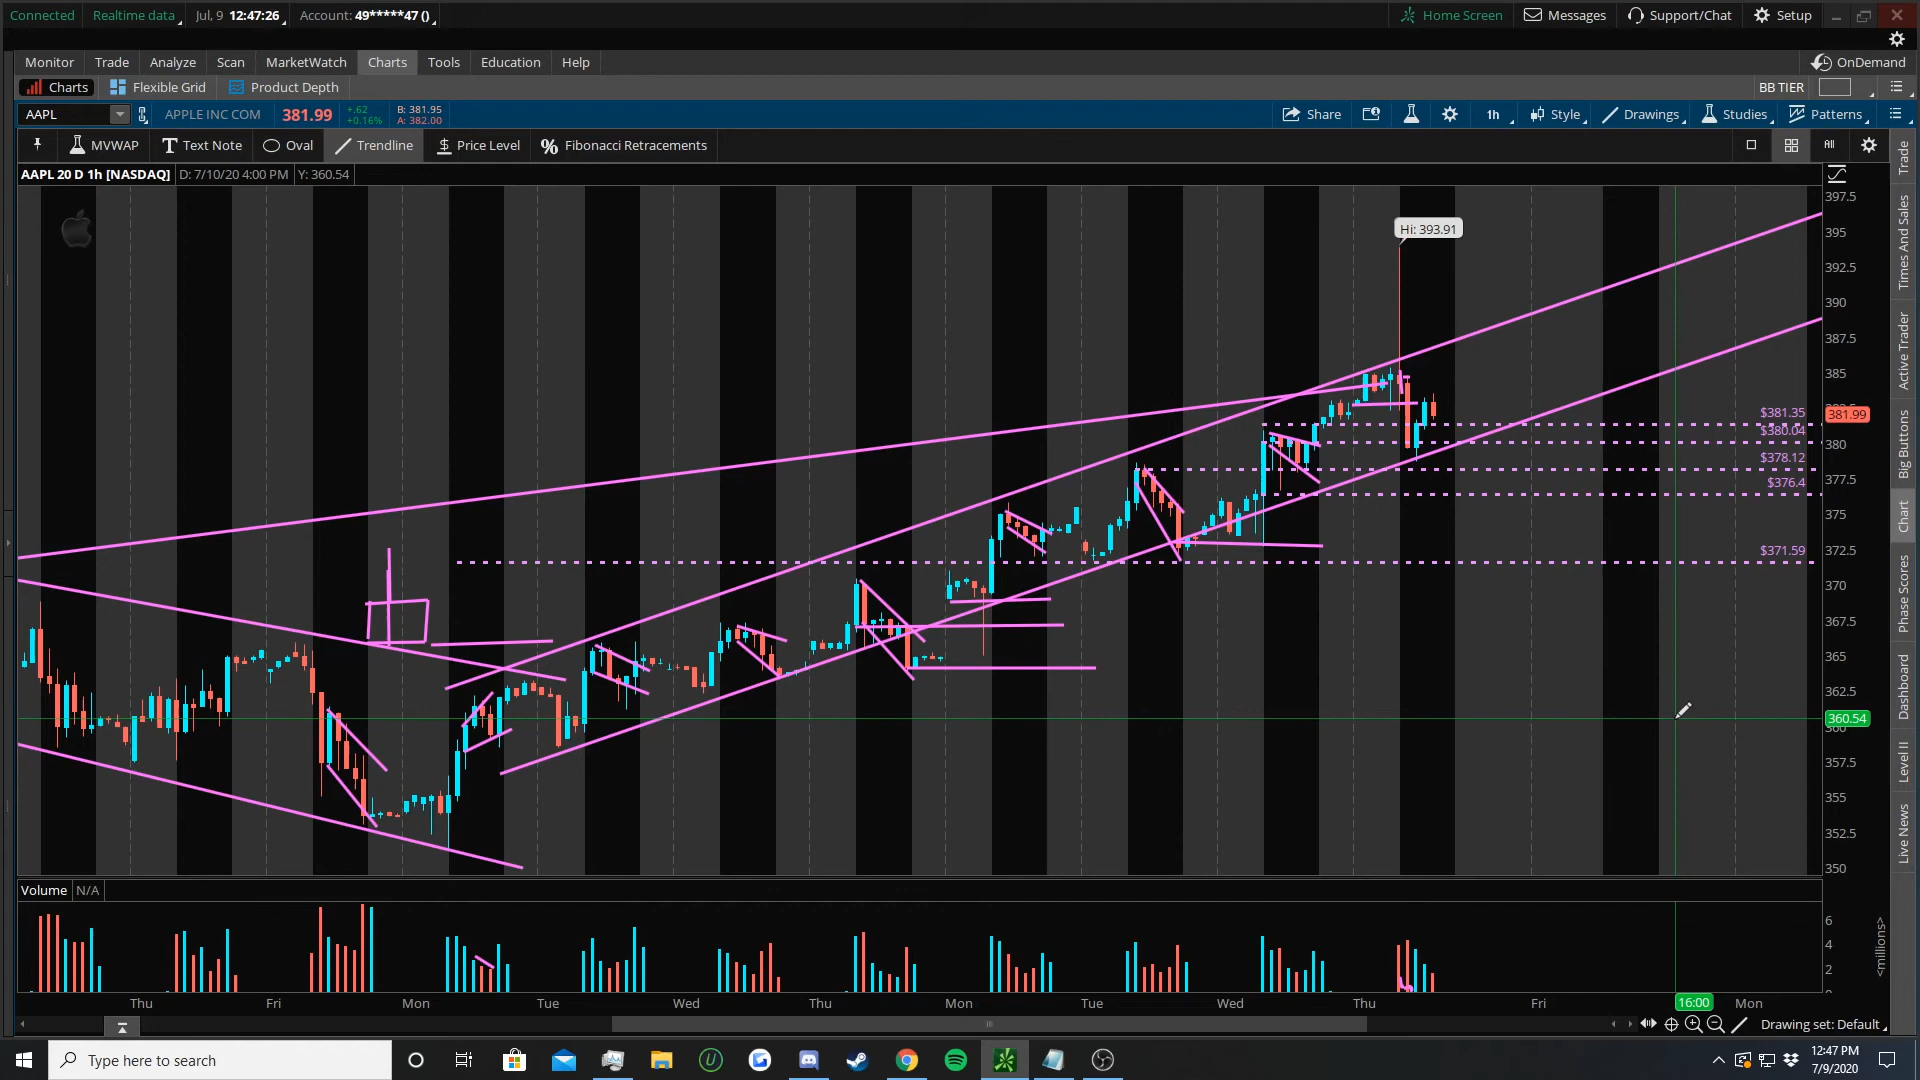 Connected Realtime data Jul, 9 12:47:26 Account: 49*****47 () Home Screen Messages Support/Chat Setup
Monitor Trade Analyze Scan MarketWatch Charts Tools Education Help OnDemand
Charts Flexible Grid Product Depth BB TIER
AAPL APPLE INC COM 381.99 +.62 +0.16% B: 381.95 A: 382.00 Share 1h Style Drawings Studies Patterns
MVWAP Text Note Oval Trendline Price Level Fibonacci Retracements All
AAPL 20 D 1h [NASDAQ] D: 7/10/20 4:00 PM Y: 360.54
Hi: 393.91
397.5
395
392.5
390
387.5
385
381.99
380
377.5
375
372.5
370
367.5
365
362.5
360.54
360
357.5
355
352.5
350
$381.35
$380.04
$378.12
$376.4
$371.59
Trade
Times And Sales
Active Trader
Big Buttons
Chart
Phase Scores
Dashboard
Level II
Live News
Volume N/A
6
4
2
<millions>
Thu Fri Mon Tue Wed Thu Mon Tue Wed Thu Fri 16:00 Mon
Drawing set: Default
Type here to search
12:47 PM
7/9/2020